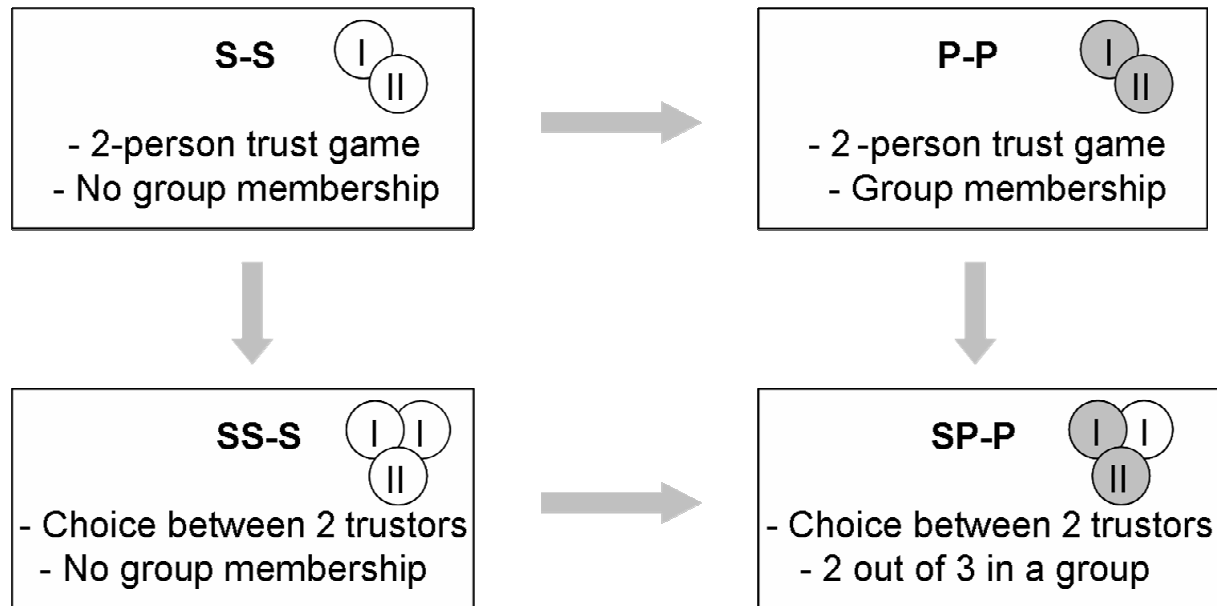 S-S
I
II
- 2-person trust game
- No group membership
P-P
I
II
- 2-person trust game
- Group membership
SS-S
I I
II
- Choice between 2 trustors
- No group membership
SP-P
I I
II
- Choice between 2 trustors
- 2 out of 3 in a group